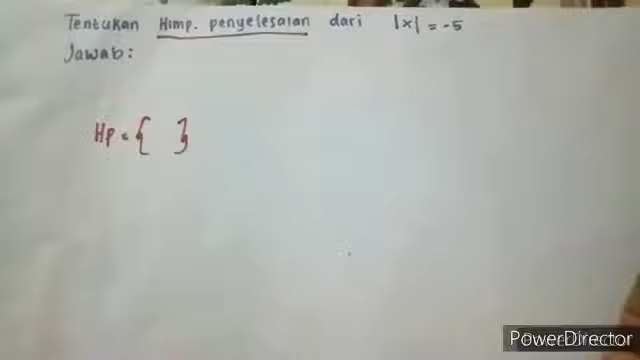 Tentukan Himp. penyelesaian dari |x| = -5
Jawab:
Hp = { }
PowerDirector